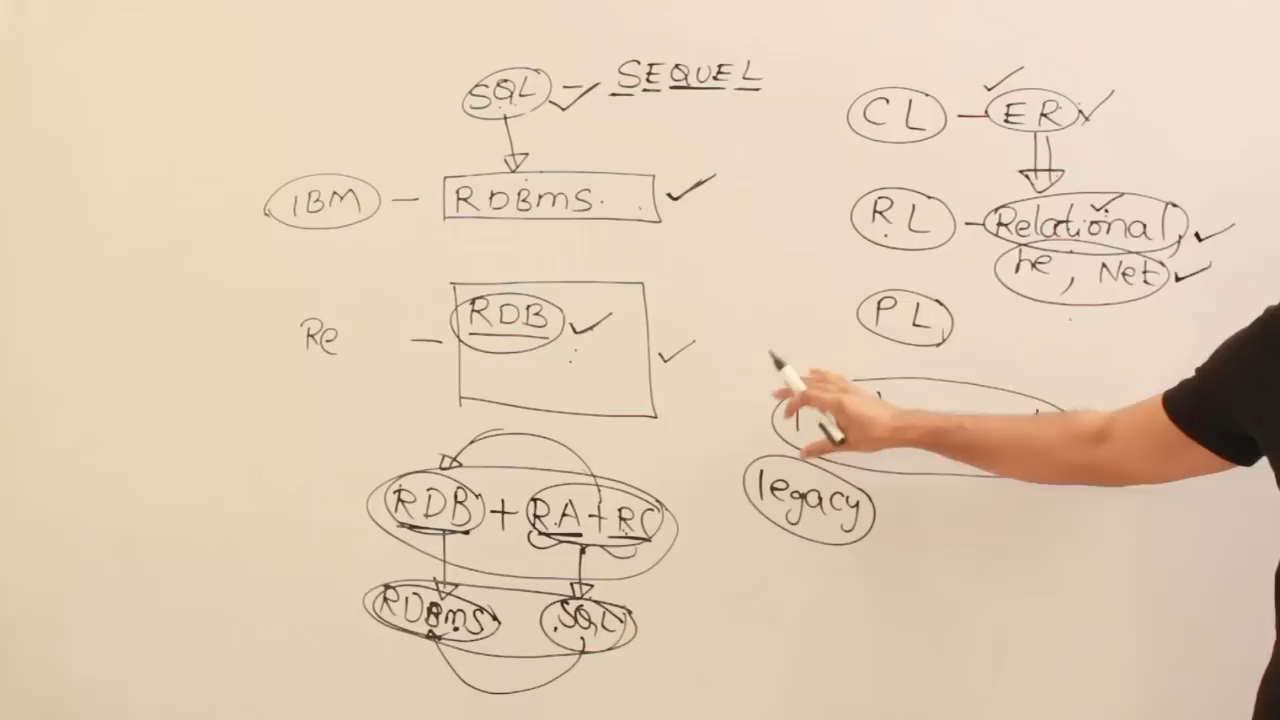 SQL - SEQUEL
IBM - RDBMS.
Re - RDB
RDB + RA + RC
RDBMS SQL
CL - ER
RL - Relational,
he, Net
PL
legacy